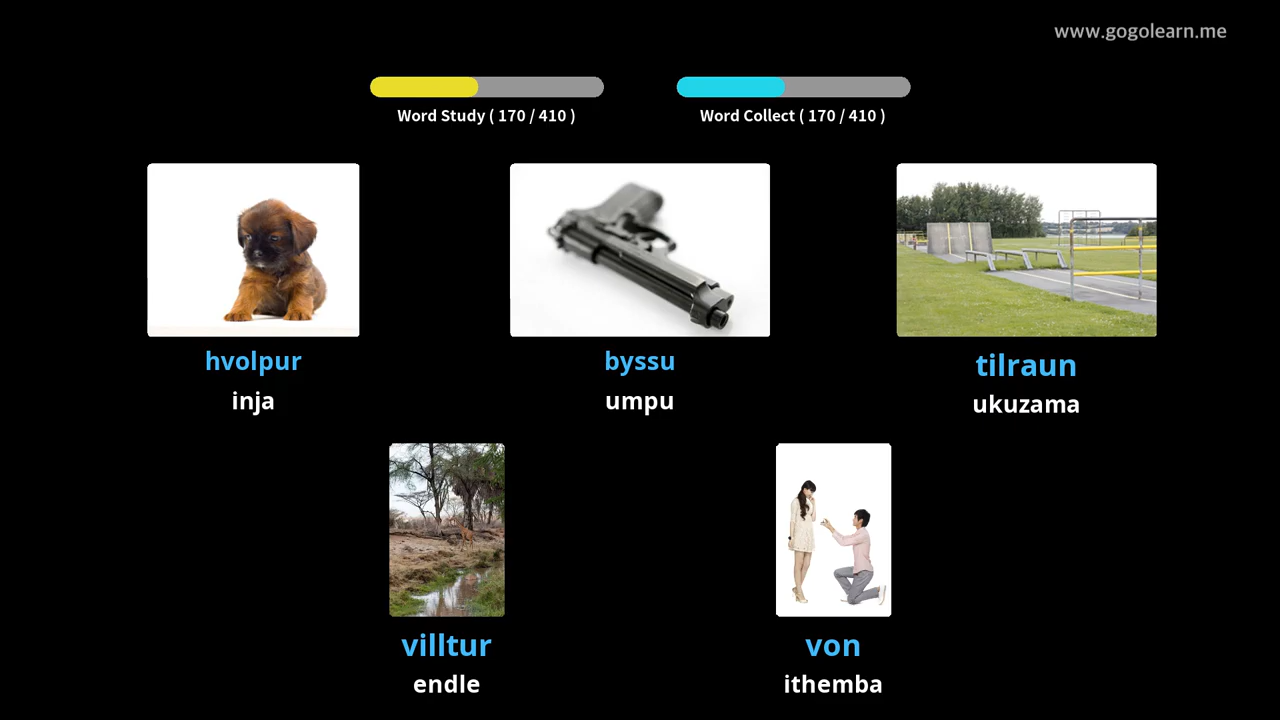 www.gogolearn.me
Word Study ( 170 / 410 )
Word Collect ( 170 / 410 )
hvolpur
inja
byssu
umpu
tilraun
ukuzama
villtur
endle
von
ithemba